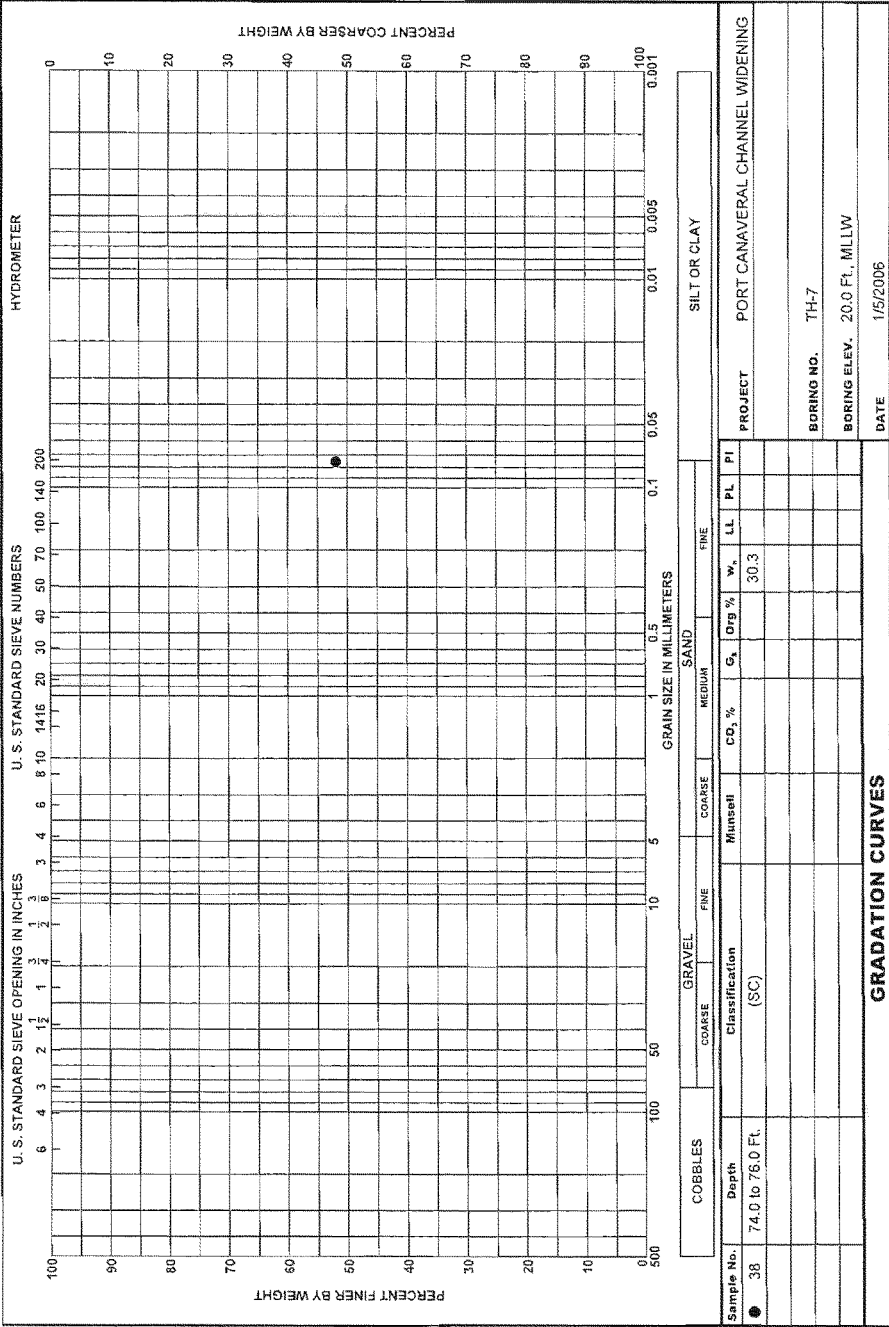 U. S. STANDARD SIEVE OPENING IN INCHES U. S. STANDARD SIEVE NUMBERS HYDROMETER
6 4 3 2 1 1/2 1 3/4 1/2 3/8 3 4 6 8 10 14 16 20 30 40 50 70 100 140 200
PERCENT FINER BY WEIGHT
100
90
80
70
60
50
40
30
20
10
0
PERCENT COARSER BY WEIGHT
0
10
20
30
40
50
60
70
80
90
100
500 100 50 10 5 1 0.5 0.1 0.05 0.01 0.005 0.001
GRAIN SIZE IN MILLIMETERS
COBBLES GRAVEL SAND SILT OR CLAY
COARSE FINE COARSE MEDIUM FINE
Sample No. Depth Classification Munsell CO3 % Gs Org % Wn LL PL PI
38 74.0 to 76.0 Ft. (SC) 30.3
PROJECT PORT CANAVERAL CHANNEL WIDENING
BORING NO. TH-7
BORING ELEV. 20.0 Ft., MLLW
GRADATION CURVES
DATE 1/5/2006